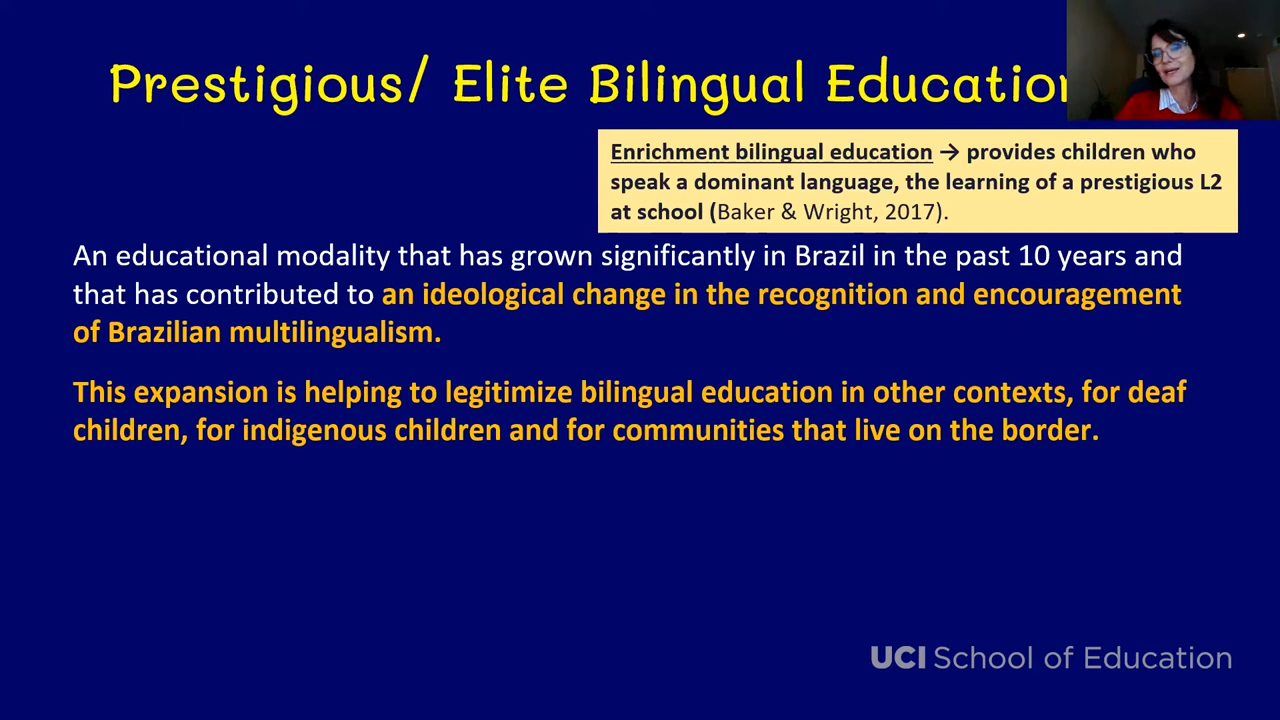 Prestigious/ Elite Bilingual Education
Enrichment bilingual education → provides children who
speak a dominant language, the learning of a prestigious L2
at school (Baker & Wright, 2017).
An educational modality that has grown significantly in Brazil in the past 10 years and
that has contributed to an ideological change in the recognition and encouragement
of Brazilian multilingualism.
This expansion is helping to legitimize bilingual education in other contexts, for deaf
children, for indigenous children and for communities that live on the border.
UCI School of Education